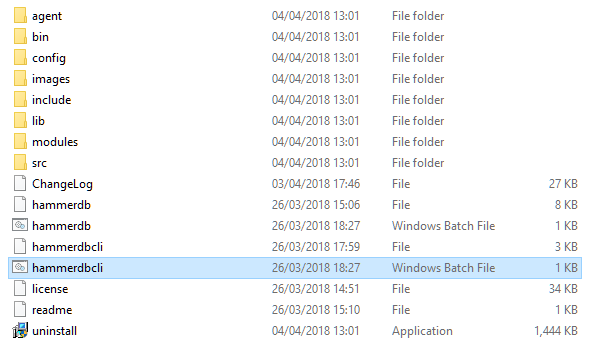 agent 04/04/2018 13:01 File folder
bin 04/04/2018 13:01 File folder
config 04/04/2018 13:01 File folder
images 04/04/2018 13:01 File folder
include 04/04/2018 13:01 File folder
lib 04/04/2018 13:01 File folder
modules 04/04/2018 13:01 File folder
src 04/04/2018 13:01 File folder
ChangeLog 03/04/2018 17:46 File 27 KB
hammerdb 26/03/2018 15:06 File 8 KB
hammerdb 26/03/2018 18:27 Windows Batch File 1 KB
hammerdbcli 26/03/2018 17:59 File 3 KB
hammerdbcli 26/03/2018 18:27 Windows Batch File 1 KB
license 26/03/2018 14:51 File 34 KB
readme 26/03/2018 15:10 File 1 KB
uninstall 04/04/2018 13:01 Application 1,444 KB